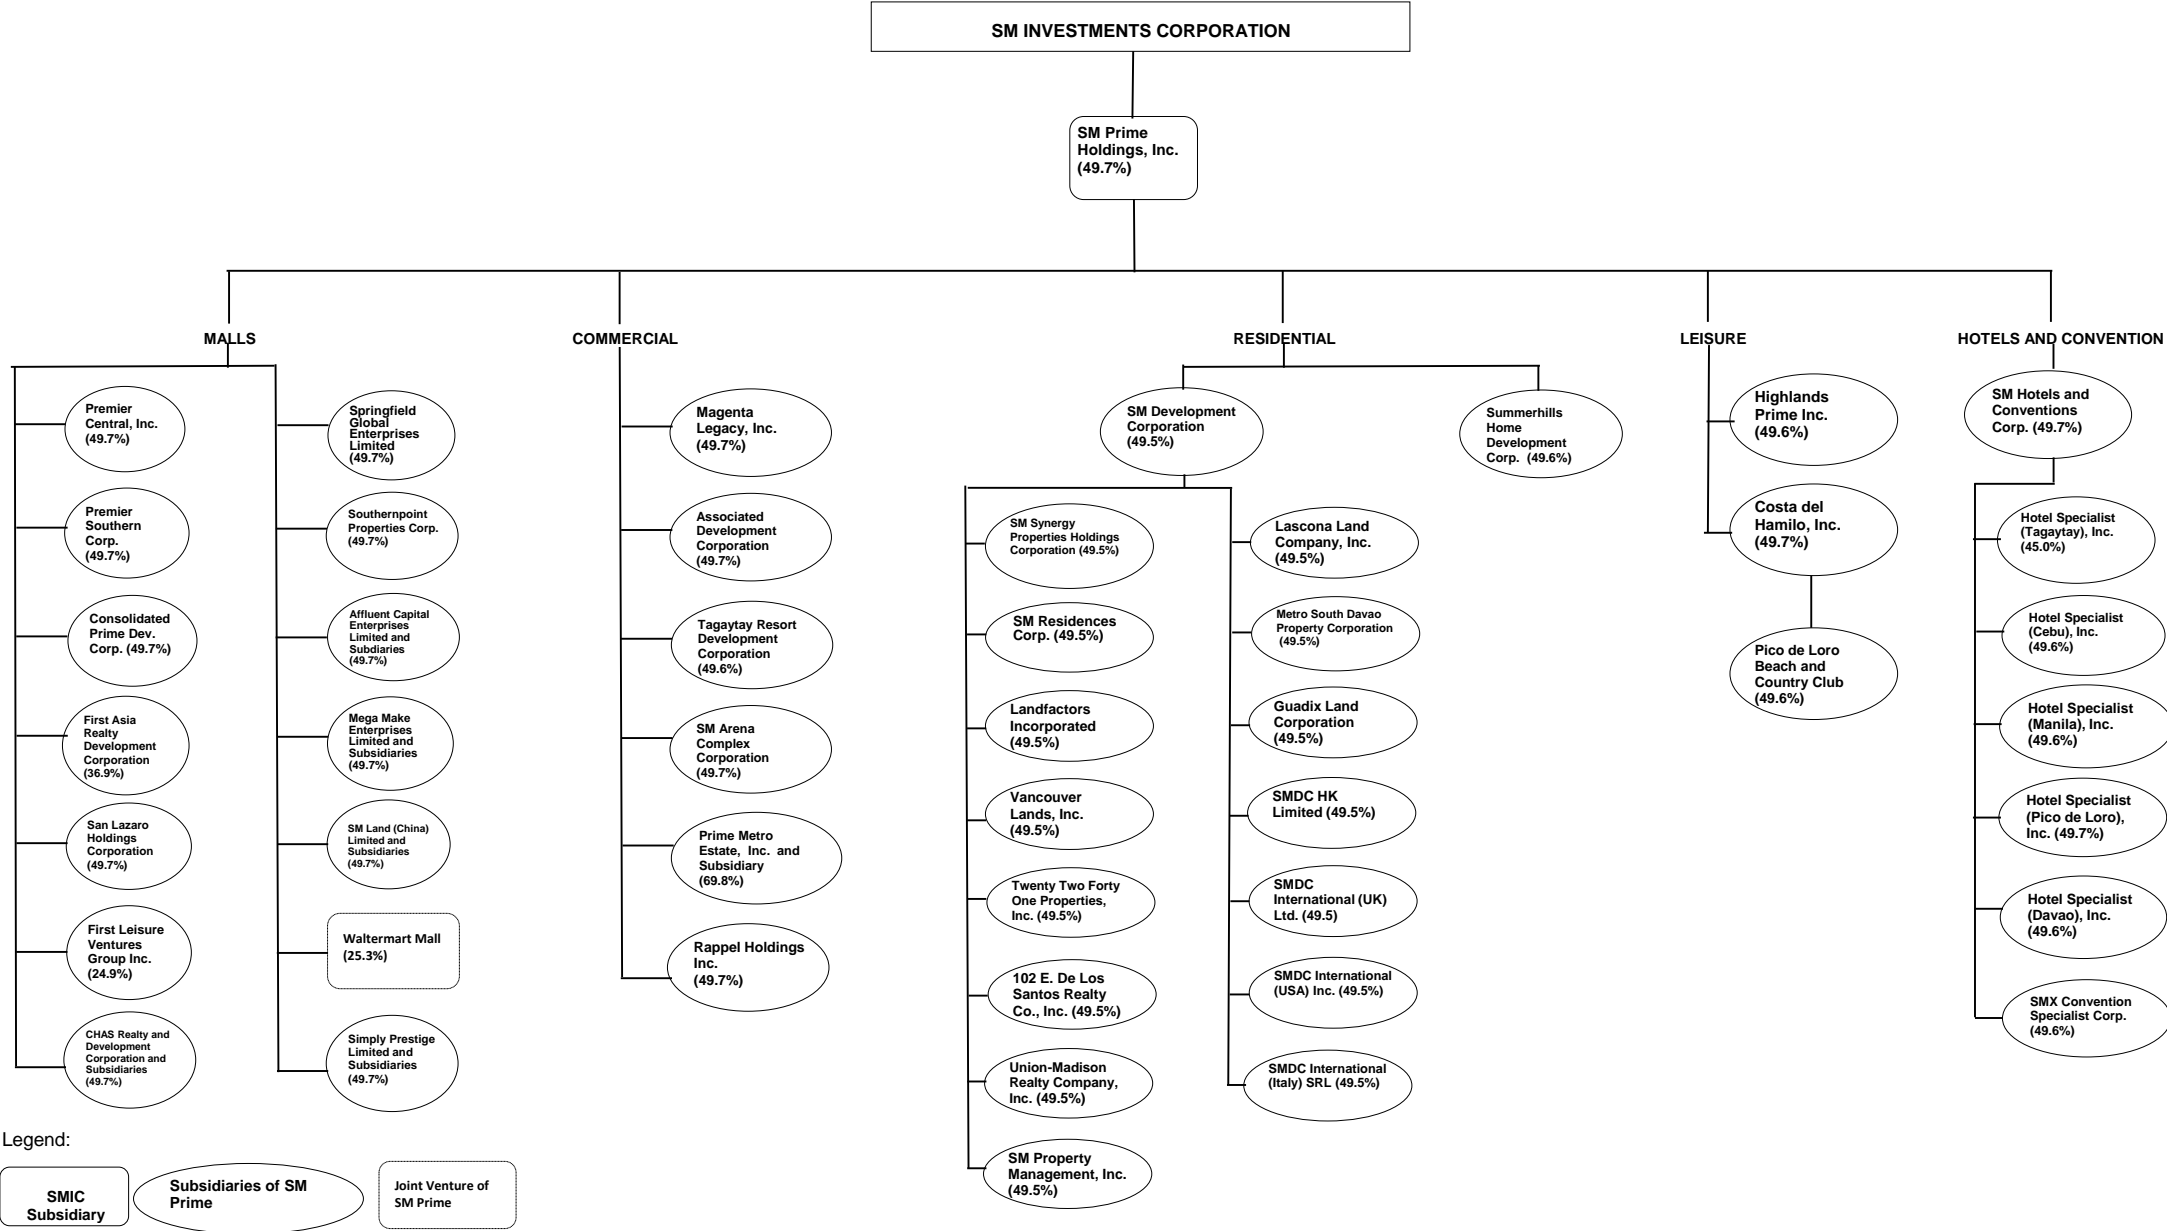 SM INVESTMENTS CORPORATION
SM Prime
Holdings, Inc.
(49.7%)
MALLS
COMMERCIAL
RESIDENTIAL
LEISURE
HOTELS AND CONVENTION
Premier
Central, Inc.
(49.7%)
Premier
Southern
Corp.
(49.7%)
Consolidated
Prime Dev.
Corp. (49.7%)
First Asia
Realty
Development
Corporation
(36.9%)
San Lazaro
Holdings
Corporation
(49.7%)
First Leisure
Ventures
Group Inc.
(24.9%)
CHAS Realty and
Development
Corporation and
Subsidiaries
(49.7%)
Springfield
Global
Enterprises
Limited
(49.7%)
Southernpoint
Properties Corp.
(49.7%)
Affluent Capital
Enterprises
Limited and
Subdiaries
(49.7%)
Mega Make
Enterprises
Limited and
Subsidiaries
(49.7%)
SM Land (China)
Limited and
Subsidiaries
(49.7%)
Waltermart Mall
(25.3%)
Simply Prestige
Limited and
Subsidiaries
(49.7%)
Magenta
Legacy, Inc.
(49.7%)
Associated
Development
Corporation
(49.7%)
Tagaytay Resort
Development
Corporation
(49.6%)
SM Arena
Complex
Corporation
(49.7%)
Prime Metro
Estate, Inc. and
Subsidiary
(69.8%)
Rappel Holdings
Inc.
(49.7%)
SM Development
Corporation
(49.5%)
Summerhills
Home
Development
Corp. (49.6%)
SM Synergy
Properties Holdings
Corporation (49.5%)
SM Residences
Corp. (49.5%)
Landfactors
Incorporated
(49.5%)
Vancouver
Lands, Inc.
(49.5%)
Twenty Two Forty
One Properties,
Inc. (49.5%)
102 E. De Los
Santos Realty
Co., Inc. (49.5%)
Union-Madison
Realty Company,
Inc. (49.5%)
SM Property
Management, Inc.
(49.5%)
Lascona Land
Company, Inc.
(49.5%)
Metro South Davao
Property Corporation
(49.5%)
Guadix Land
Corporation
(49.5%)
SMDC HK
Limited (49.5%)
SMDC
International (UK)
Ltd. (49.5)
SMDC International
(USA) Inc. (49.5%)
SMDC International
(Italy) SRL (49.5%)
Highlands
Prime Inc.
(49.6%)
Costa del
Hamilo, Inc.
(49.7%)
Pico de Loro
Beach and
Country Club
(49.6%)
SM Hotels and
Conventions
Corp. (49.7%)
Hotel Specialist
(Tagaytay), Inc.
(45.0%)
Hotel Specialist
(Cebu), Inc.
(49.6%)
Hotel Specialist
(Manila), Inc.
(49.6%)
Hotel Specialist
(Pico de Loro),
Inc. (49.7%)
Hotel Specialist
(Davao), Inc.
(49.6%)
SMX Convention
Specialist Corp.
(49.6%)
Legend:
SMIC
Subsidiary
Subsidiaries of SM
Prime
Joint Venture of
SM Prime